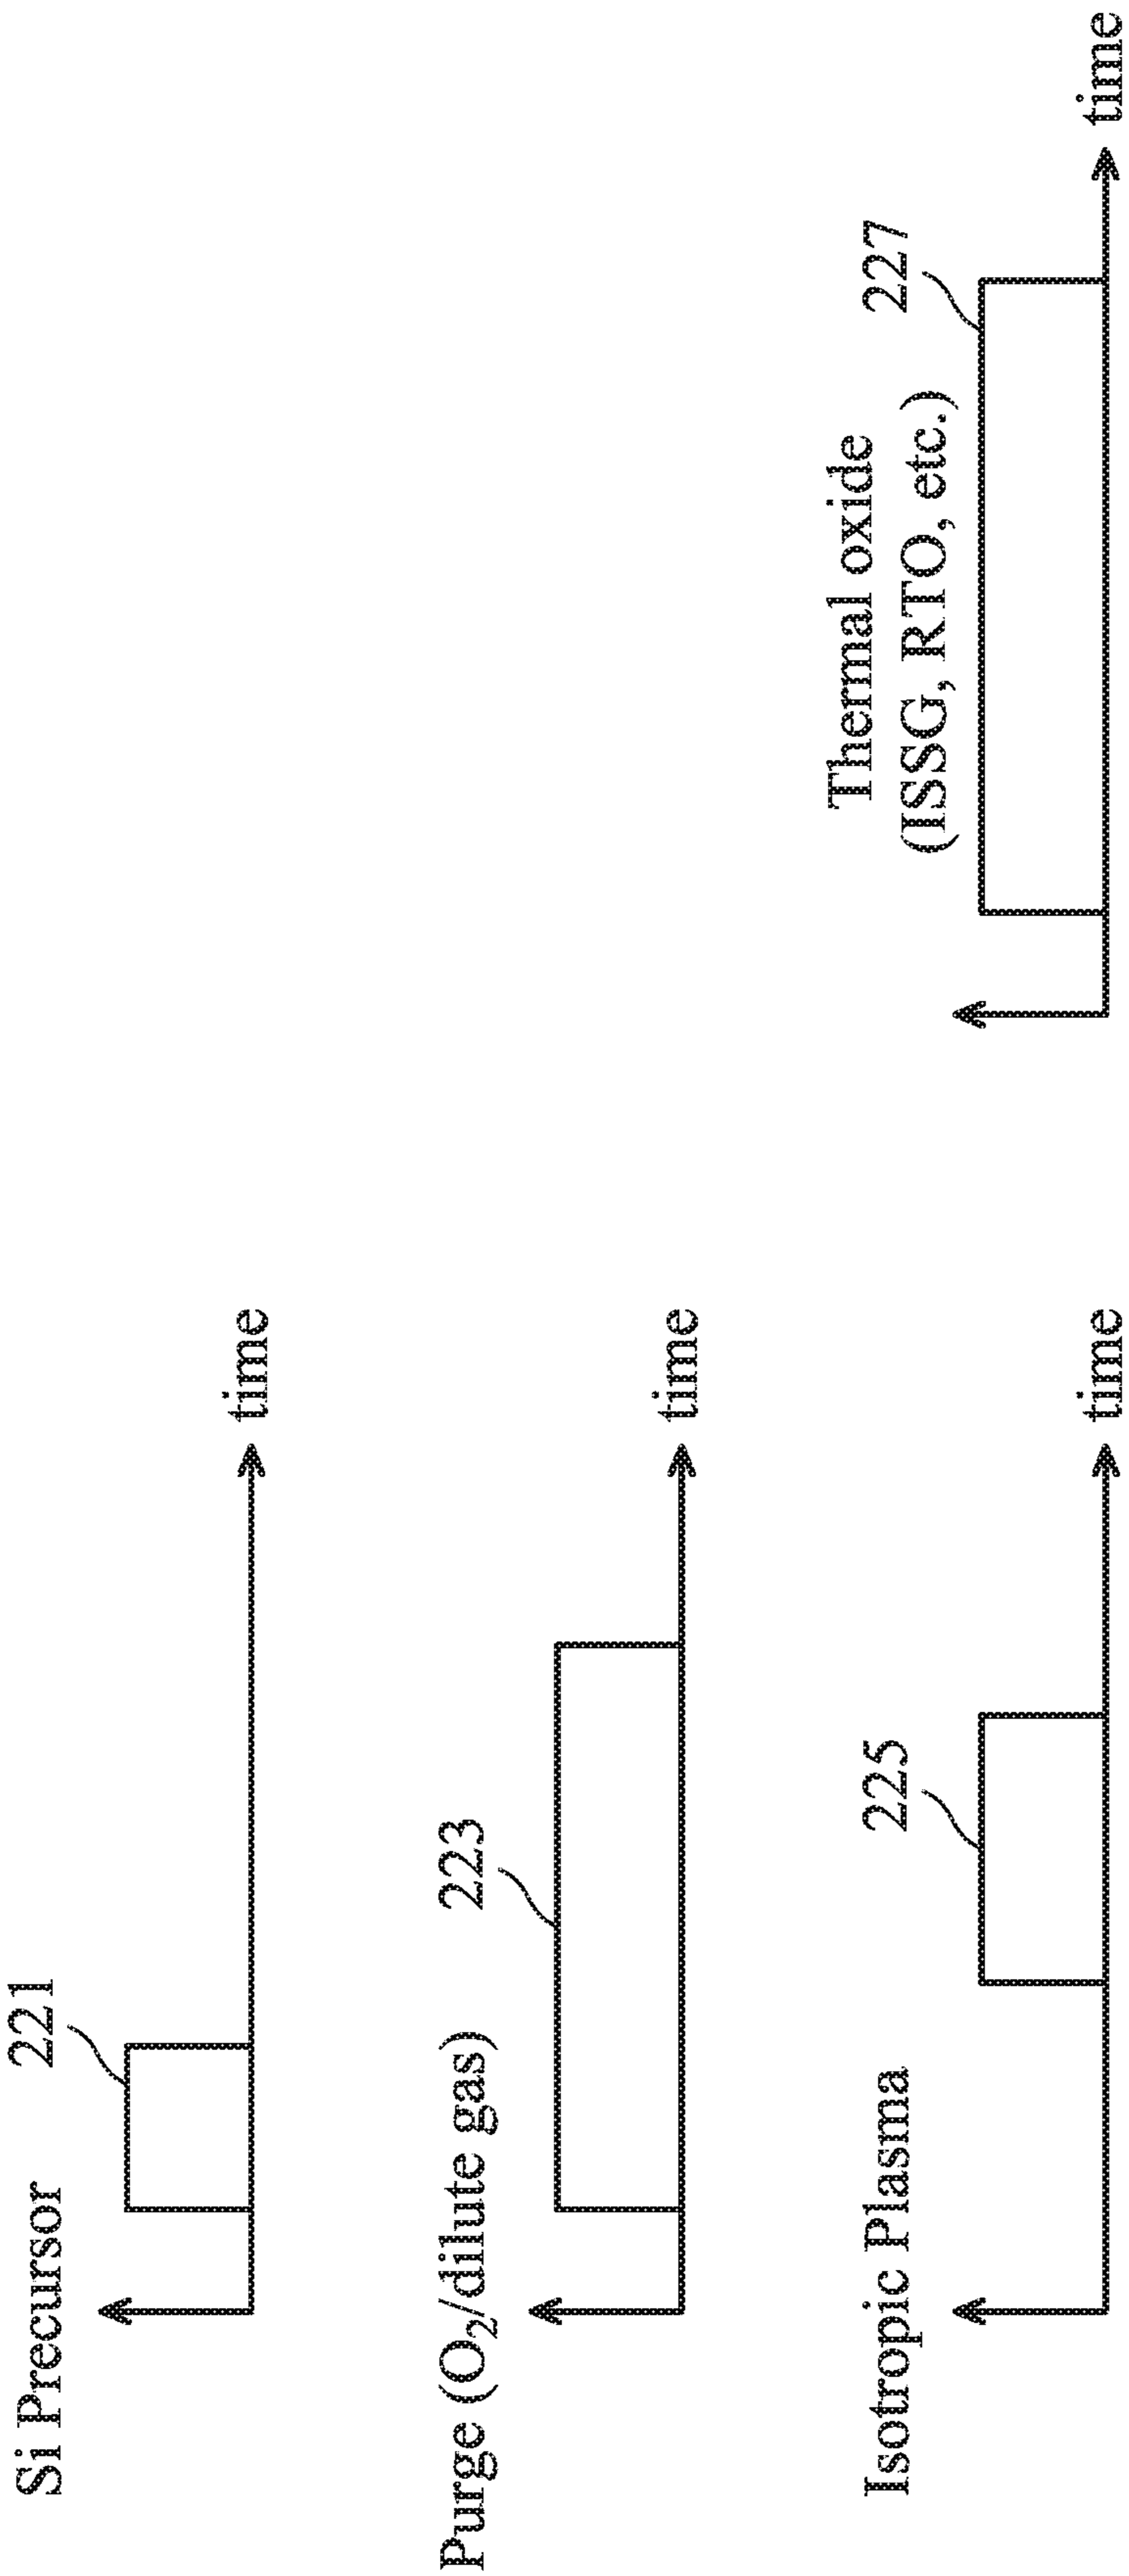 Si Precursor
221
time
Purge (O₂/dilute gas)
223
time
Isotropic Plasma
225
time
Thermal oxide
(ISSG, RTO, etc.)
227
time